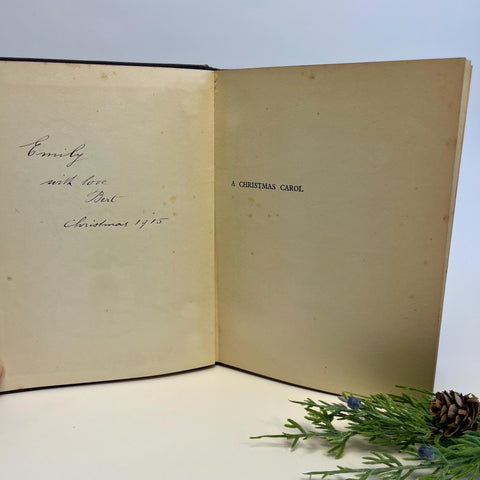 Emily
with love
Bert
Christmas 1915
A CHRISTMAS CAROL